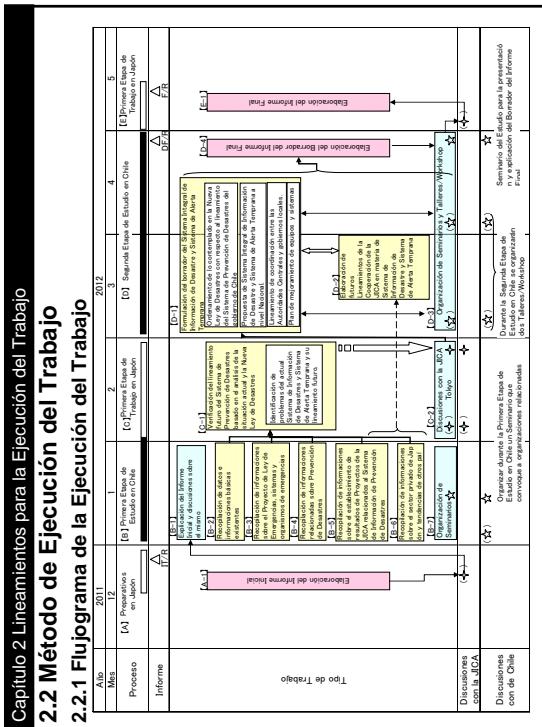 Capítulo 2 Lineamientos para la Ejecución del Trabajo
2.2 Método de Ejecución del Trabajo
2.2.1 Flujograma de la Ejecución del Trabajo
Año
2011
2012
Mes
12
1
2
3
4
5
Proceso
【A】 Preparativos
en Japón
【B】 Primera Etapa de
Estudio en Chile
【C】Primera Etapa de
Trabajo en Japón
【D】 Segunda Etapa de Estudio en Chile
【E】Primera Etapa de
Trabajo en Japón
Informe
△
IT/R
△
DF/R
△
F/R
Tipo de Trabajo
【A-1】
Elaboración del Informe Inicial
【B-1】
Explicación del Informe
Inicial y discusiones sobre
el mismo
【B-2】
Recopilación de datos e
informaciones básicas
existentes
【B-3】
Recopilación de informaciones
sobre el Proyecto de Ley de
Emergencias, sistemas y
organismos de emergencias
【B-4】
Recopilación de informaciones
relacionadas sobre Prevención
de Desastres
【B-5】
Recopilación de informaciones
sobre el establecimiento de
resultados de Proyectos de la
JICA relacionados al Sistema
de Información de Prevención
de Desastres
【B-6】
Recopilación de informaciones
sobre el sector privado de Jap
ón y tendencias de otros paí
【B-7】
Organización de
Seminarios ☆
【C-1】
Verificación del lineamiento
futuro del Sistema de
Prevención de Desastres
basado en el análisis de la
situación actual y la Nueva
Ley de Desastres
Identificación de
problemas del actual
Sistema de Información
de Desastres y Sistema
de Alerta Temprana y su
lineamiento futuro.
【C-2】
Discusiones con la JICA
Tokyo
【D-1】
Formulación del borrador del Sistema Integral de
Información de Desastre y Sistema de Alerta
Temprana
Ordenamiento de lo contemplado en la Nueva
Ley de Desastres con respecto al lineamiento
del Sistema de Prevención de Desastres del
gobierno de Chile
Propuesta de Sistema Integral de Información
de Desastre y Sistema de Alerta Temprana a
nivel Nacional.
Lineamiento de coordinación entre las
Autoridades Centrales y gobiernos locales.
Plan de mejoramiento de equipos y sistemas
【D-2】
Elaboración de
futuros
Lineamientos de la
Cooperación de la
JICA en materia de
Sistema de
Información de
Desastre y Sistema
de Alerta Temprana
【D-3】
Organización de Seminarios y Talleres/Workshop
【D-4】
Elaboración del Borrador del Informe Final
【E-1】
Elaboración del Informe Final
Discusiones
con la JICA
Discusiones
con de Chile
Organizar durante la Primera Etapa de
Estudio en Chile un Seminario que
convoque a organizaciones relacionadas
Durante la Segunda Etapa de
Estudio en Chile se organizarán
dos Talleres/Workshop
Seminario del Estudio para la presentació
n y explicación del Borrador del Informe
Final